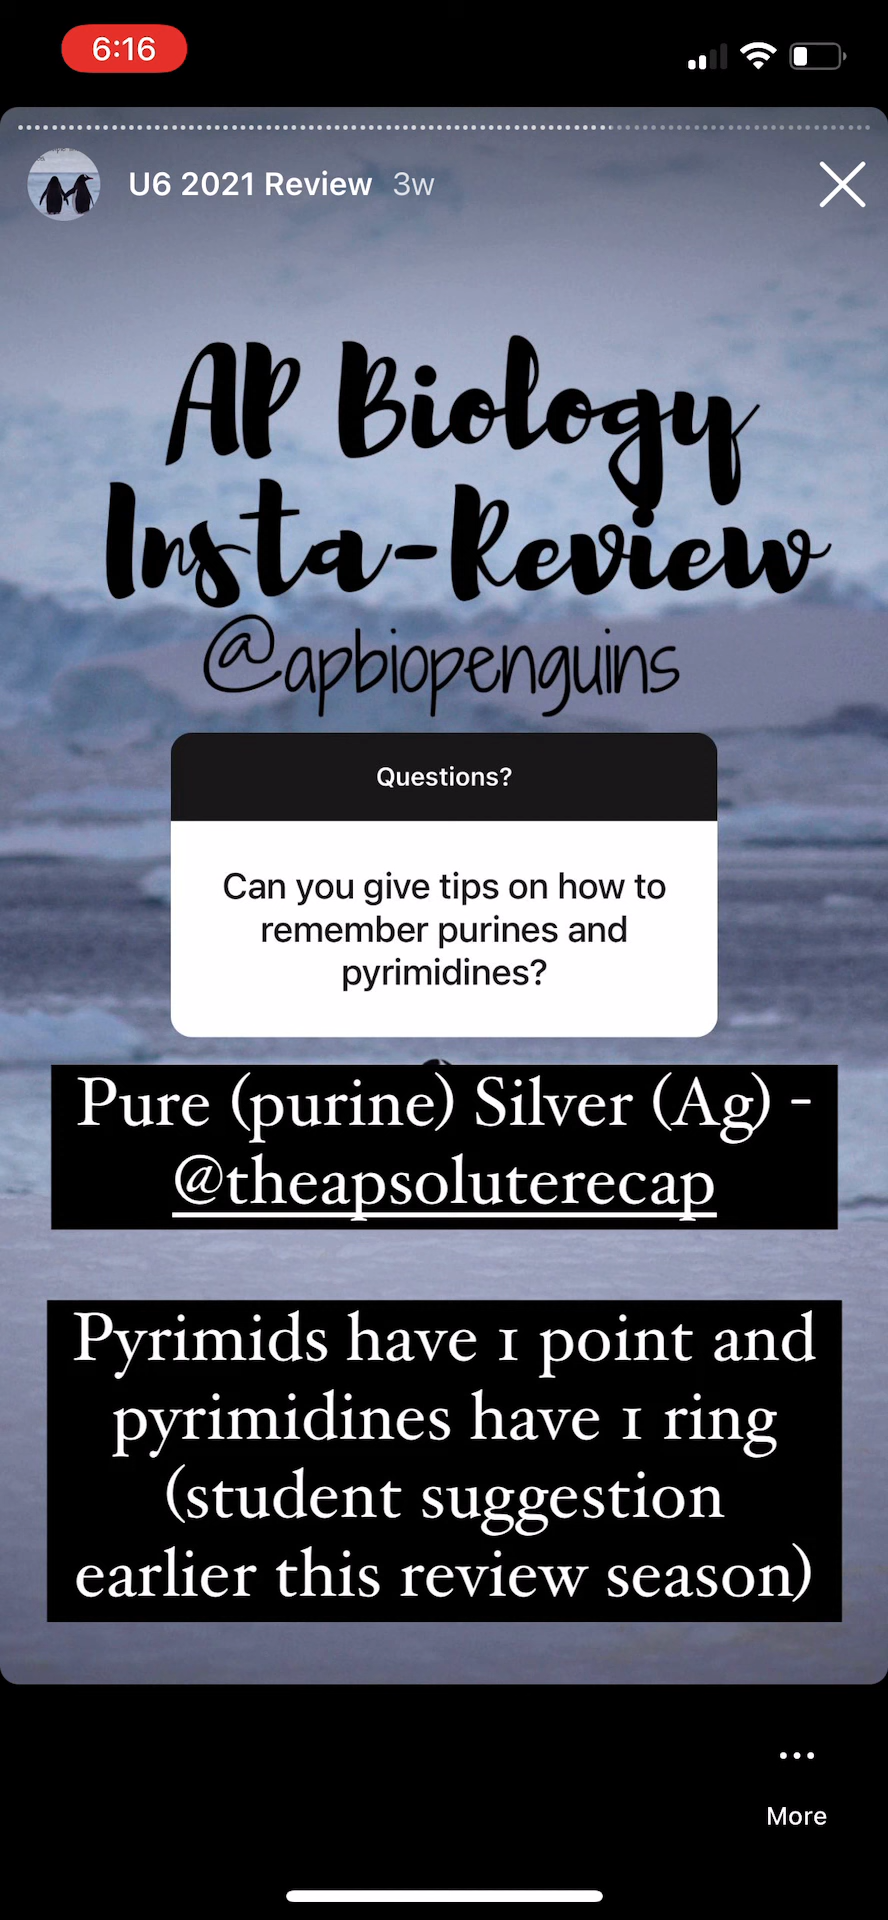 6:16
U6 2021 Review 3w
AP Biology
Insta-Review
@apbiopenguins
Questions?
Can you give tips on how to
remember purines and
pyrimidines?
Pure (purine) Silver (Ag) -
@theapsoluterecap
Pyrimids have 1 point and
pyrimidines have 1 ring
(student suggestion
earlier this review season)
More